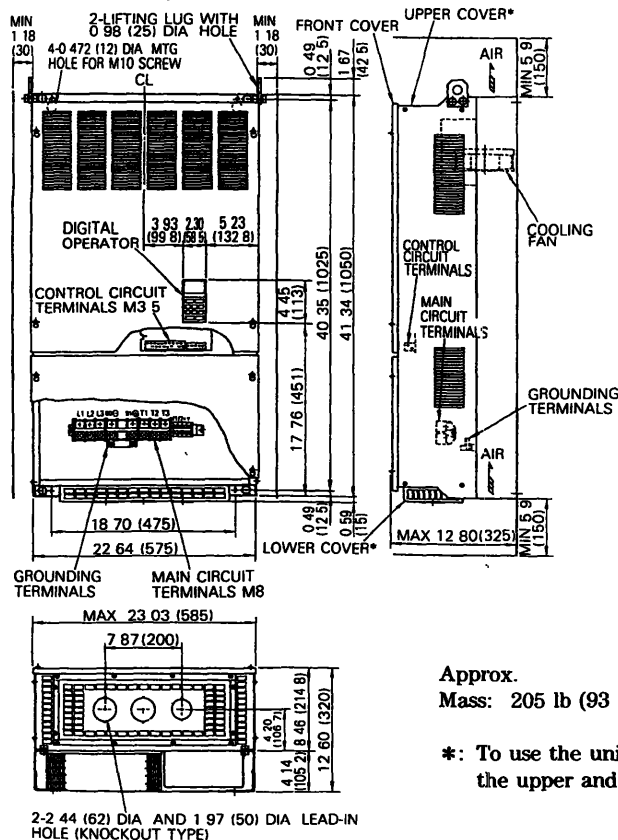 MIN
1 18
(30)
2-LIFTING LUG WITH
0 98 (25) DIA HOLE
MIN
1 18
(30)
4-0 472 (12) DIA MTG
HOLE FOR M10 SCREW
CL
0 49
(12 5)
1 67
(42 5)
FRONT COVER
UPPER COVER*
AIR
MIN 5 9
(150)
COOLING
FAN
DIGITAL
OPERATOR
3 93
(99 8)
2 30
(58 5)
5 23
(132 8)
CONTROL CIRCUIT
TERMINALS M3 5
4 45
(113)
40 35 (1025)
41 34 (1050)
17 76 (451)
CONTROL
CIRCUIT
TERMINALS
MAIN
CIRCUIT
TERMINALS
GROUNDING
TERMINALS
AIR
L1 L2 L3
T1 T2 T3
18 70 (475)
22 64 (575)
0 49
(12 5)
0 59
(15)
LOWER COVER*
MAX 12 80(325)
MIN 5 9
(150)
GROUNDING
TERMINALS
MAIN CIRCUIT
TERMINALS M8
MAX 23 03 (585)
7 87(200)
4 20
(106 7)
8 46 (214 8)
4 14
(105 2)
12 60 (320)
2-2 44 (62) DIA AND 1 97 (50) DIA LEAD-IN
HOLE (KNOCKOUT TYPE)
Approx.
Mass: 205 lb (93
*: To use the uni
the upper and